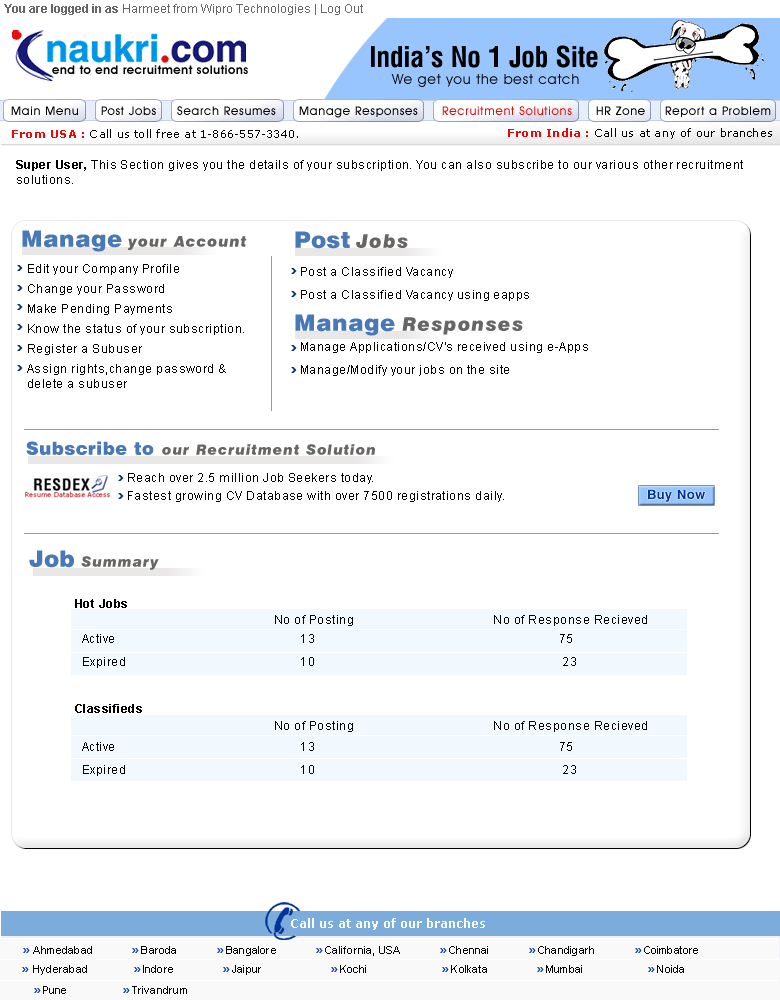 You are logged in as Harmeet from Wipro Technologies | Log Out
naukri.com
end to end recruitment solutions
India's No 1 Job Site
We get you the best catch
Main Menu Post Jobs Search Resumes Manage Responses Recruitment Solutions HR Zone Report a Problem
From USA : Call us toll free at 1-866-557-3340. From India : Call us at any of our branches
Super User, This Section gives you the details of your subscription. You can also subscribe to our various other recruitment
solutions.
Manage your Account
Edit your Company Profile
Change your Password
Make Pending Payments
Know the status of your subscription.
Register a Subuser
Assign rights,change password &
delete a subuser
Post Jobs
Post a Classified Vacancy
Post a Classified Vacancy using eapps
Manage Responses
Manage Applications/CV's received using e-Apps
Manage/Modify your jobs on the site
Subscribe to our Recruitment Solution
RESDEX
Resume Database Access
Reach over 2.5 million Job Seekers today.
Fastest growing CV Database with over 7500 registrations daily.
Buy Now
Job Summary
Hot Jobs
No of Posting No of Response Recieved
Active 13 75
Expired 10 23
Classifieds
No of Posting No of Response Recieved
Active 13 75
Expired 10 23
Call us at any of our branches
» Ahmedabad » Baroda » Bangalore » California, USA » Chennai » Chandigarh » Coimbatore
» Hyderabad » Indore » Jaipur » Kochi » Kolkata » Mumbai » Noida
» Pune » Trivandrum